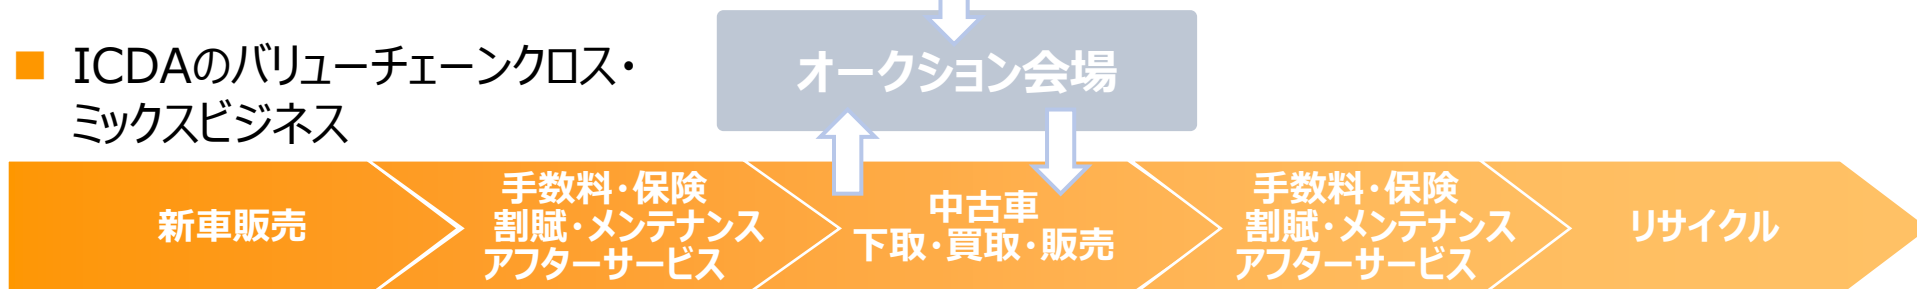 ■ ICDAのバリューチェーンクロス・
ミックスビジネス
オークション会場
新車販売
手数料・保険
割賦・メンテナンス
アフターサービス
中古車
下取・買取・販売
手数料・保険
割賦・メンテナンス
アフターサービス
リサイクル